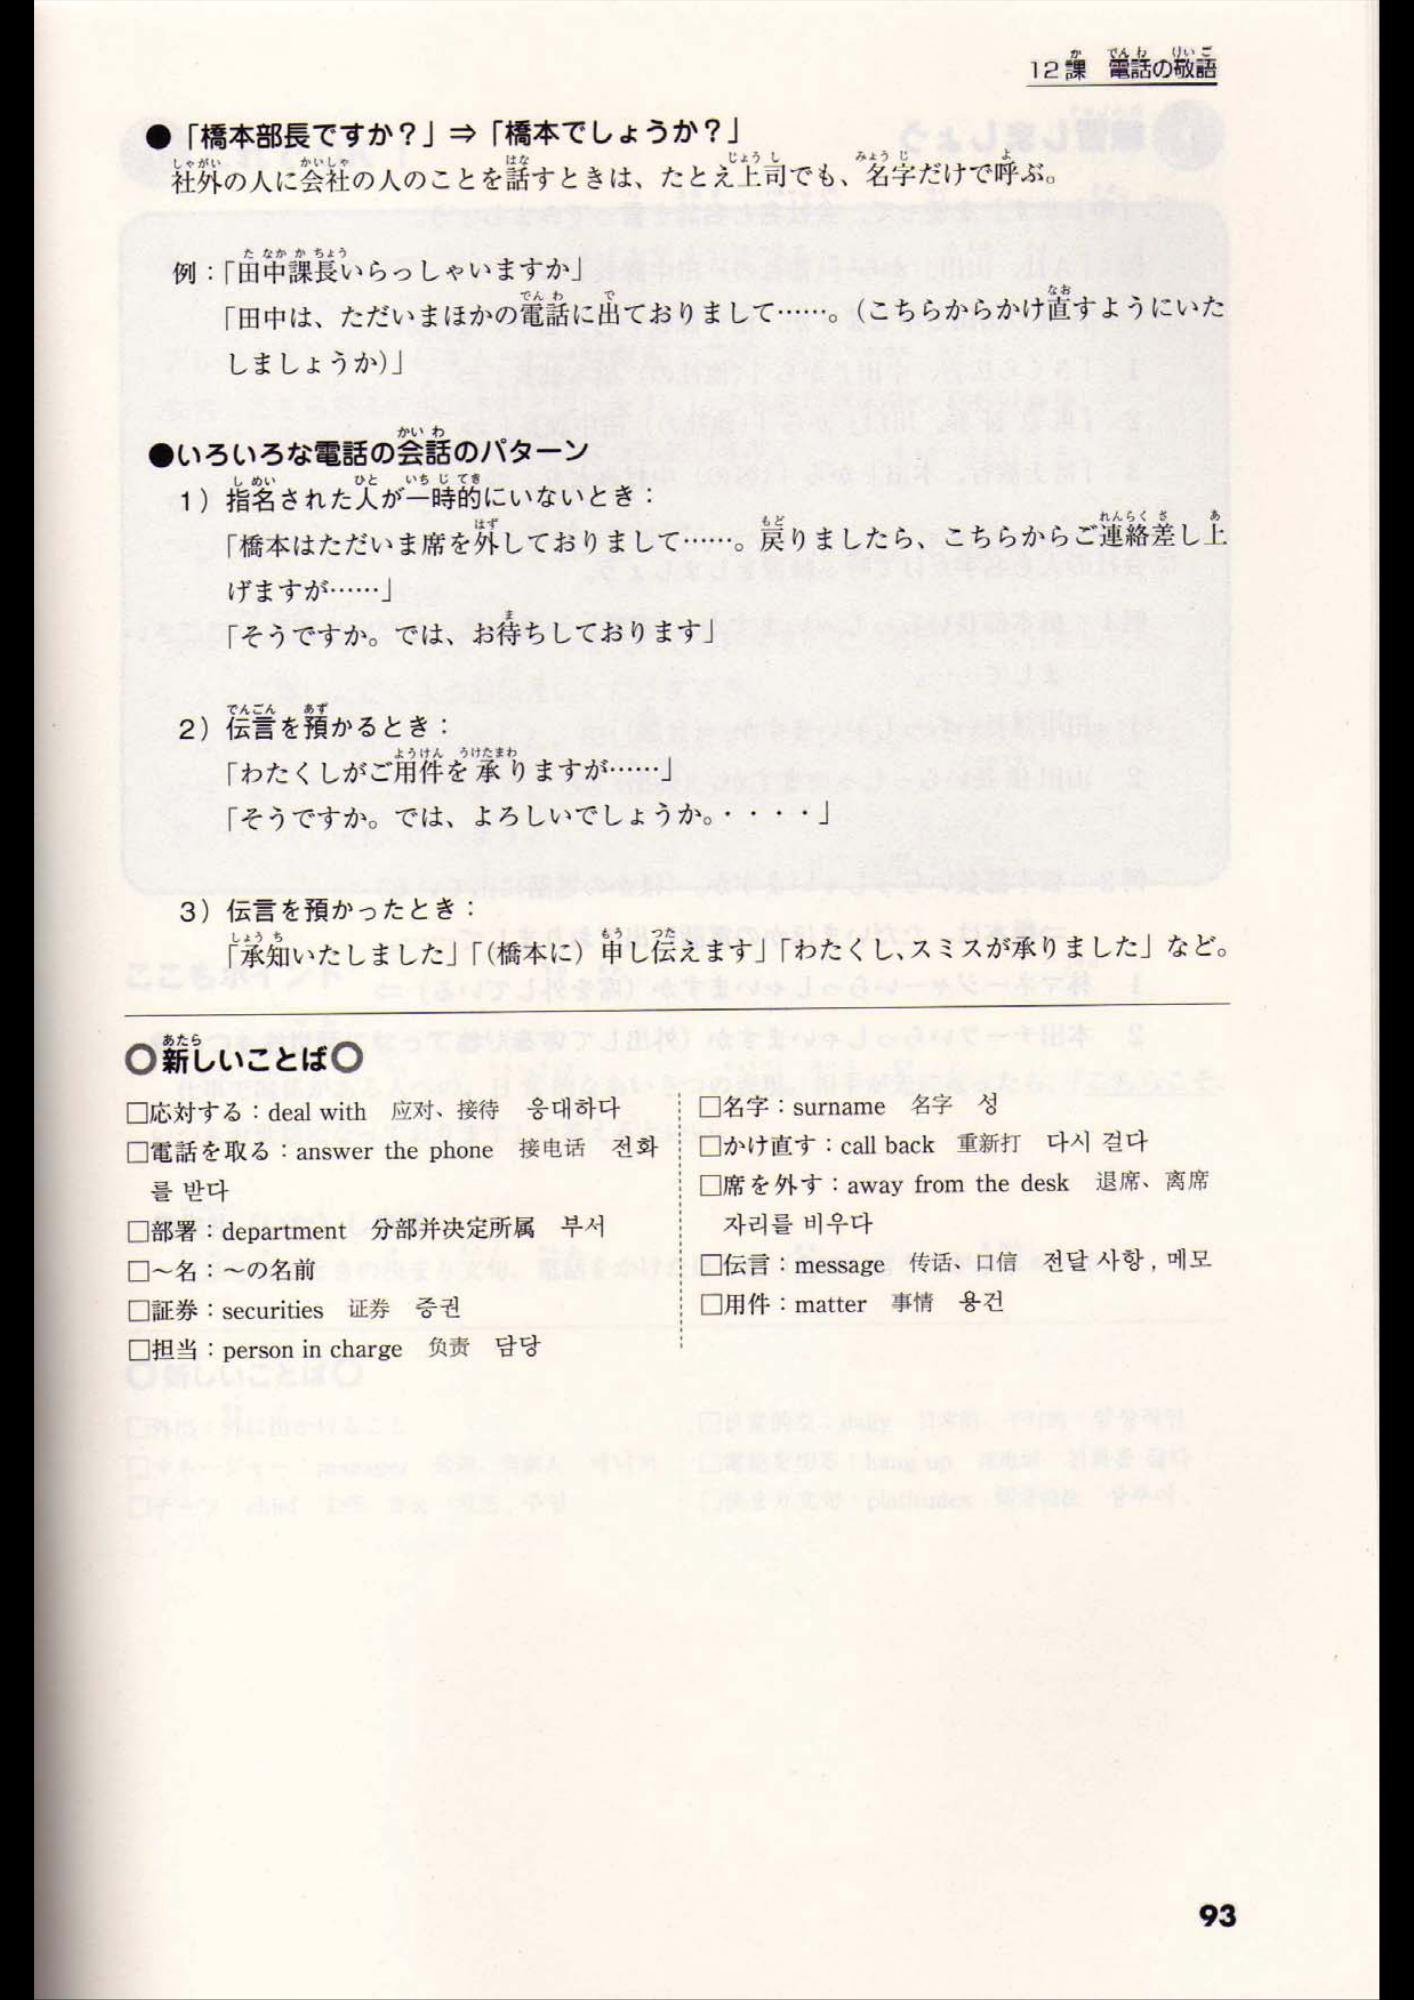 12課　電話の敬語
●「橋本部長ですか？」⇒「橋本でしょうか？」
社外の人に会社の人のことを話すときは、たとえ上司でも、名字だけで呼ぶ。
例：「田中課長いらっしゃいますか」
「田中は、ただいまほかの電話に出ておりまして……。（こちらからかけ直すようにいた
しましょうか）」
●いろいろな電話の会話のパターン
1）指名された人が一時的にいないとき：
「橋本はただいま席を外しておりまして……。戻りましたら、こちらからご連絡差し上
げますが……」
「そうですか。では、お待ちしております」
2）伝言を預かるとき：
「わたくしがご用件を承りますが……」
「そうですか。では、よろしいでしょうか。・・・・」
3）伝言を預かったとき：
「承知いたしました」「（橋本に）申し伝えます」「わたくし、スミスが承りました」など。
○新しいことば○
□応対する：deal with　应对、接待　응대하다
□電話を取る：answer the phone　接电话　전화
를 받다
□部署：department　分部并决定所属　부서
□～名：～の名前
□証券：securities　证券　증권
□担当：person in charge　负责　담당
□名字：surname　名字　성
□かけ直す：call back　重新打　다시 걸다
□席を外す：away from the desk　退席、离席
자리를 비우다
□伝言：message　传话、口信　전달 사항, 메모
□用件：matter　事情　용건
93